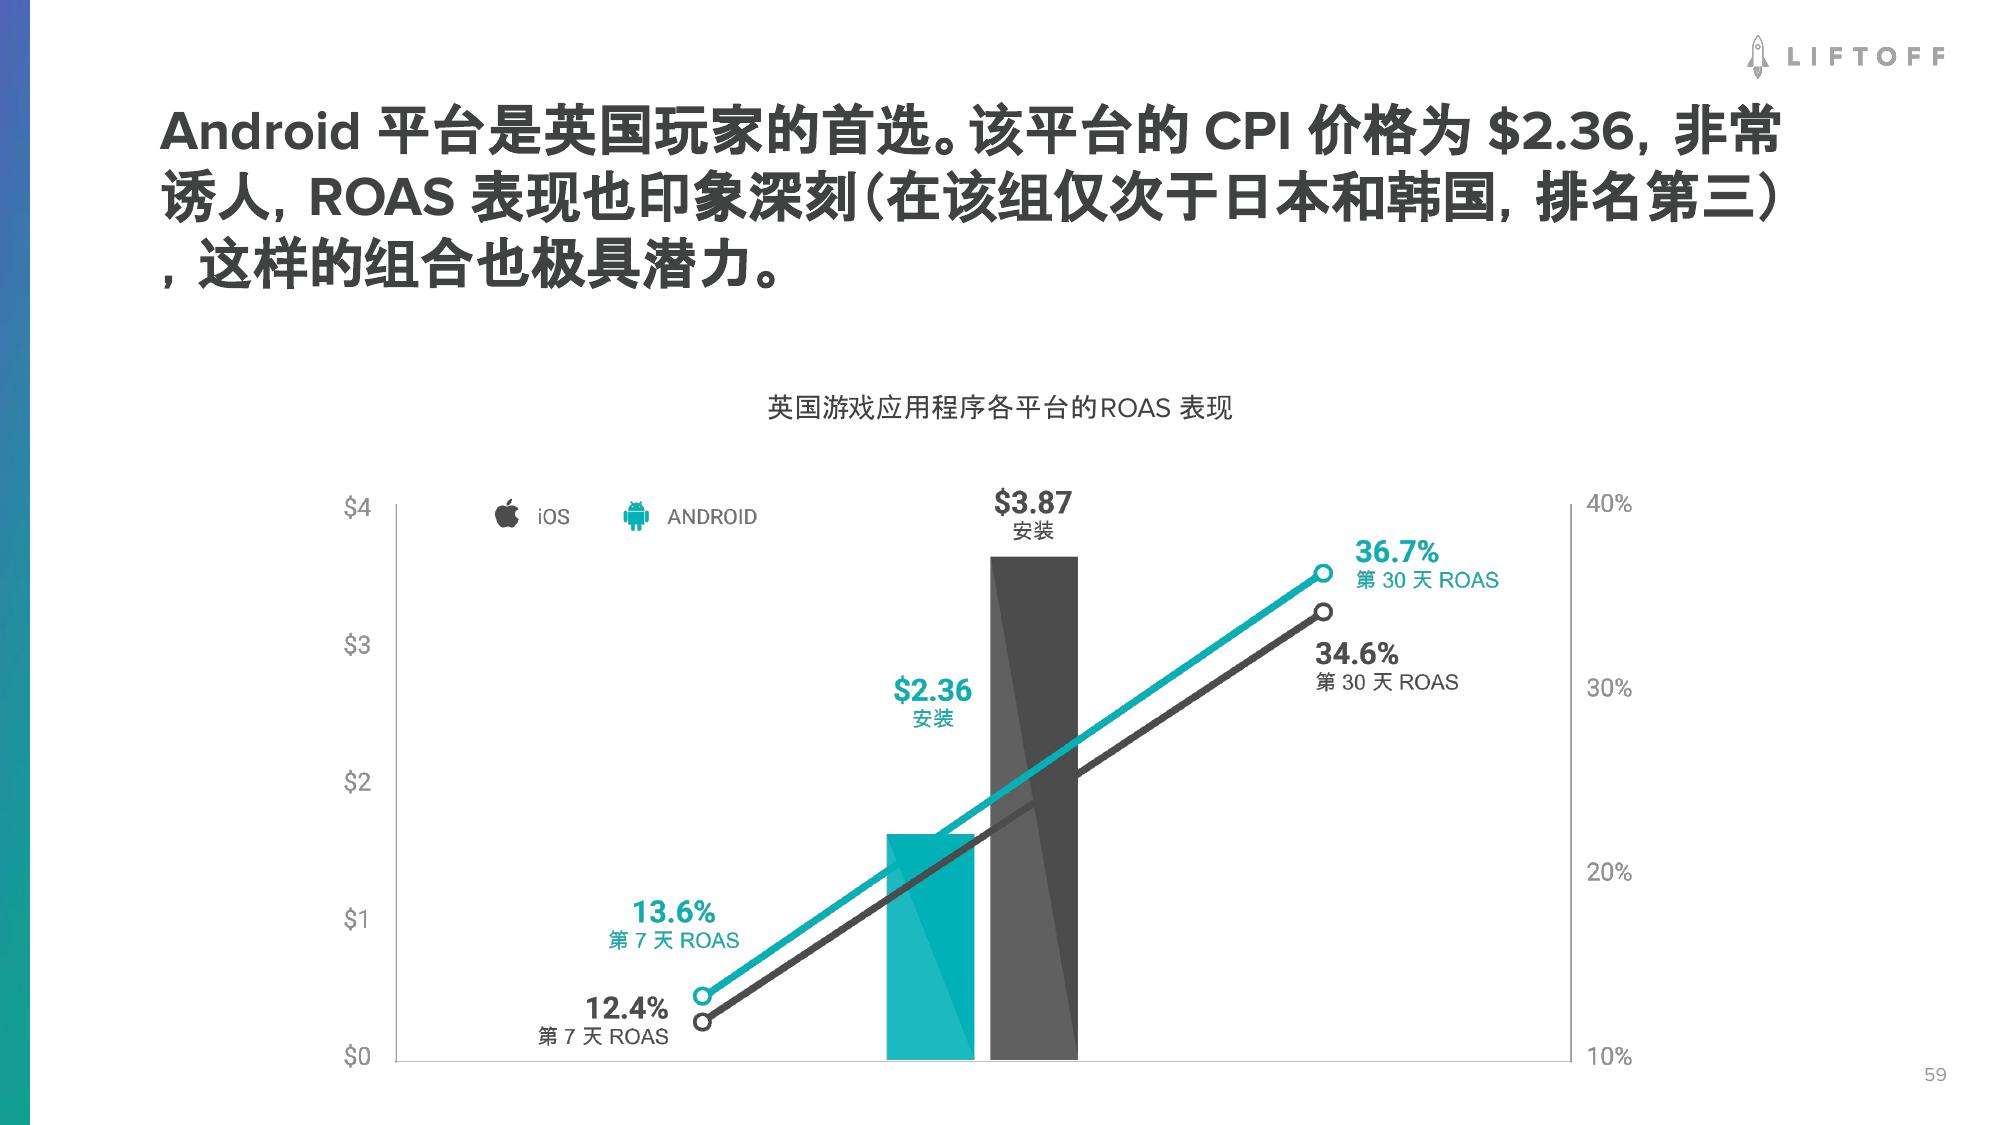 LIFTOFF
Android 平台是英国玩家的首选。该平台的 CPI 价格为 $2.36, 非常
诱人, ROAS 表现也印象深刻(在该组仅次于日本和韩国, 排名第三)
, 这样的组合也极具潜力。
英国游戏应用程序各平台的ROAS 表现
iOS ANDROID
$4
$3
$2
$1
$0
$3.87
安装
$2.36
安装
36.7%
第 30 天 ROAS
34.6%
第 30 天 ROAS
13.6%
第 7 天 ROAS
12.4%
第 7 天 ROAS
40%
30%
20%
10%
59